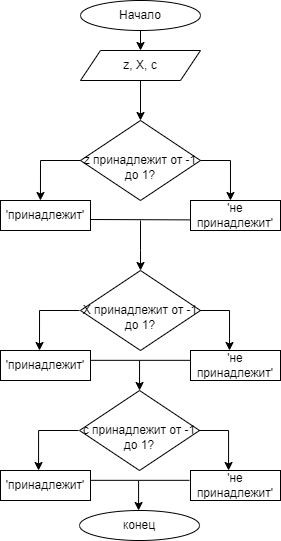 Начало
z, X, c
z принадлежит от -1
до 1?
'принадлежит'
'не
принадлежит'
X принадлежит от -1
до 1?
'принадлежит'
'не
принадлежит'
c принадлежит от -1
до 1?
'принадлежит'
'не
принадлежит'
конец